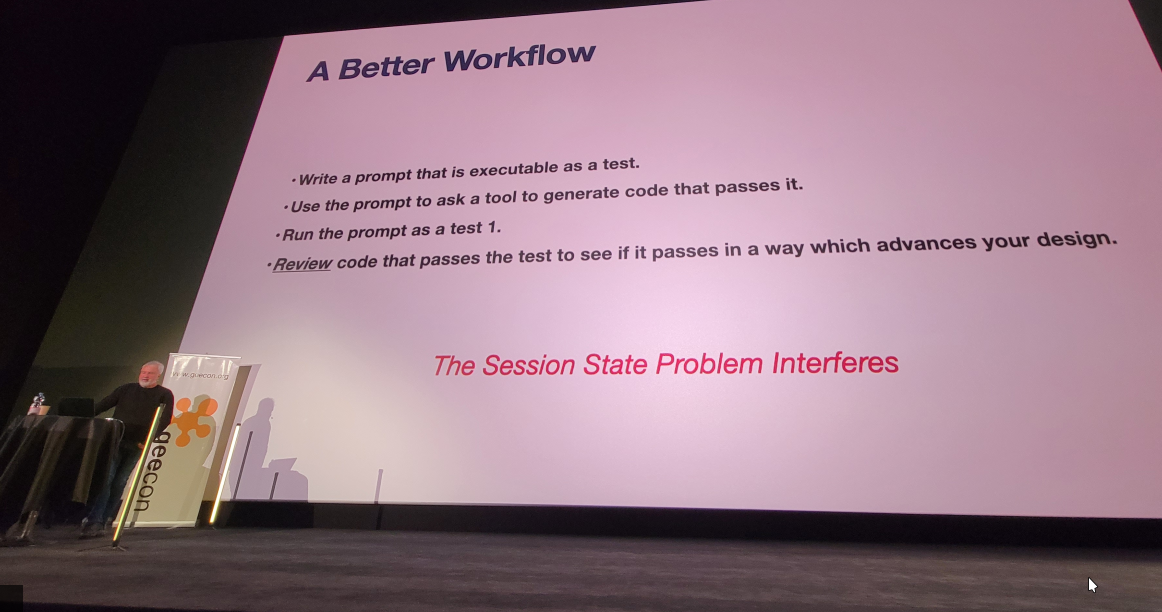 A Better Workflow
•Write a prompt that is executable as a test.
•Use the prompt to ask a tool to generate code that passes it.
•Run the prompt as a test 1.
•Review code that passes the test to see if it passes in a way which advances your design.
The Session State Problem Interferes
www.geecon.org
geecon